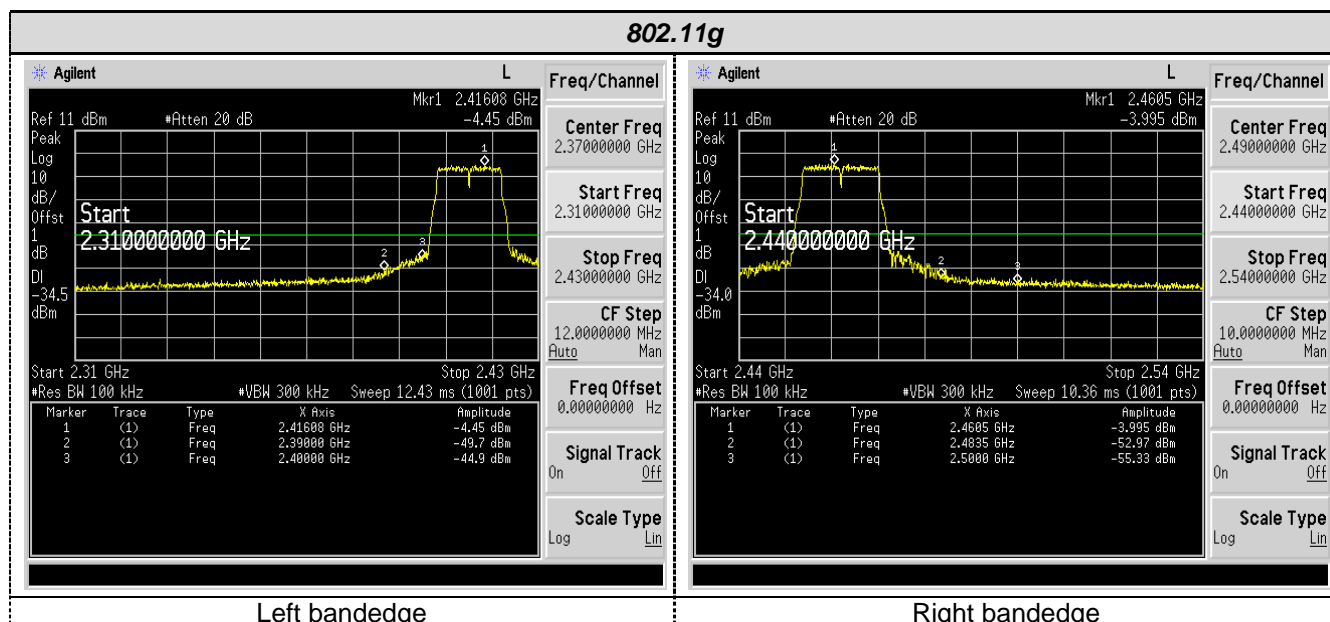 802.11g
Agilent L
Mkr1 2.41608 GHz
Ref 11 dBm #Atten 20 dB -4.45 dBm
Peak
Log
10
dB/
Offst
1
dB
DI
-34.5
dBm
1
2
3
Start
2.310000000 GHz
Start 2.31 GHz Stop 2.43 GHz
#Res BW 100 kHz #VBW 300 kHz Sweep 12.43 ms (1001 pts)
Marker Trace Type X Axis Amplitude
1 (1) Freq 2.41608 GHz -4.45 dBm
2 (1) Freq 2.39000 GHz -49.7 dBm
3 (1) Freq 2.40000 GHz -44.9 dBm
Freq/Channel
Center Freq
2.37000000 GHz
Start Freq
2.31000000 GHz
Stop Freq
2.43000000 GHz
CF Step
12.0000000 MHz
Auto Man
Freq Offset
0.00000000 Hz
Signal Track
On Off
Scale Type
Log Lin
Left bandedge
Agilent L
Mkr1 2.4605 GHz
Ref 11 dBm #Atten 20 dB -3.995 dBm
Peak
Log
10
dB/
Offst
1
dB
DI
-34.0
dBm
1
2
3
Start
2.440000000 GHz
Start 2.44 GHz Stop 2.54 GHz
#Res BW 100 kHz #VBW 300 kHz Sweep 10.36 ms (1001 pts)
Marker Trace Type X Axis Amplitude
1 (1) Freq 2.4605 GHz -3.995 dBm
2 (1) Freq 2.4835 GHz -52.97 dBm
3 (1) Freq 2.5000 GHz -55.33 dBm
Freq/Channel
Center Freq
2.49000000 GHz
Start Freq
2.44000000 GHz
Stop Freq
2.54000000 GHz
CF Step
10.0000000 MHz
Auto Man
Freq Offset
0.00000000 Hz
Signal Track
On Off
Scale Type
Log Lin
Right bandedge